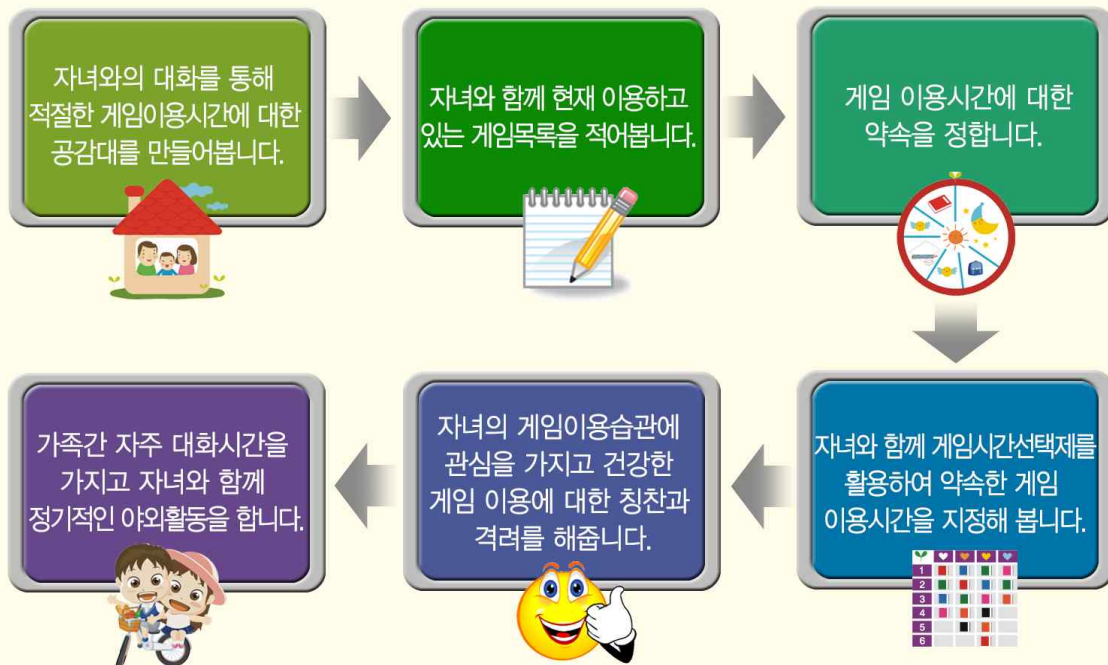 자녀와의 대화를 통해
적절한 게임이용시간에 대한
공감대를 만들어봅니다.
자녀와 함께 현재 이용하고
있는 게임목록을 적어봅니다.
게임 이용시간에 대한
약속을 정합니다.
자녀와 함께 게임시간선택제를
활용하여 약속한 게임
이용시간을 지정해 봅니다.
1
2
3
4
5
6
자녀의 게임이용습관에
관심을 가지고 건강한
게임 이용에 대한 칭찬과
격려를 해줍니다.
가족간 자주 대화시간을
가지고 자녀와 함께
정기적인 야외활동을 합니다.